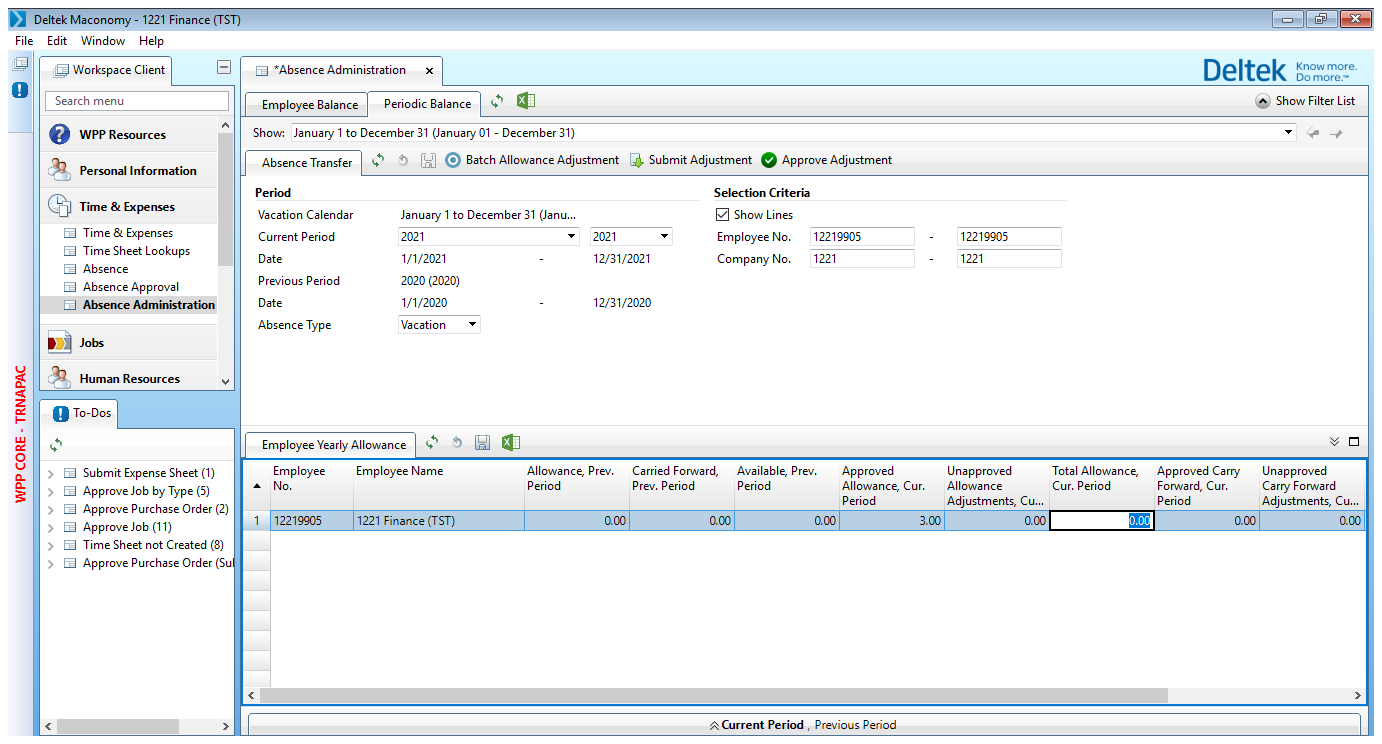 Deltek Maconomy - 1221 Finance (TST)
File Edit Window Help
Workspace Client
*Absence Administration x
Deltek Know more. Do more.™
Search menu
Employee Balance Periodic Balance Show Filter List
WPP Resources
Show: January 1 to December 31 (January 01 - December 31)
Personal Information
Absence Transfer Batch Allowance Adjustment Submit Adjustment Approve Adjustment
Time & Expenses
Time & Expenses
Time Sheet Lookups
Absence
Absence Approval
Absence Administration
Jobs
Human Resources
Period
Vacation Calendar January 1 to December 31 (Janu...
Current Period 2021 2021
Date 1/1/2021 - 12/31/2021
Previous Period 2020 (2020)
Date 1/1/2020 - 12/31/2020
Absence Type Vacation
Selection Criteria
Show Lines
Employee No. 12219905 - 12219905
Company No. 1221 - 1221
WPP CORE - TRNAPAC
To-Dos
Submit Expense Sheet (1)
Approve Job by Type (5)
Approve Purchase Order (2)
Approve Job (11)
Time Sheet not Created (8)
Approve Purchase Order (Sul
Employee Yearly Allowance
Employee No. Employee Name Allowance, Prev. Period Carried Forward, Prev. Period Available, Prev. Period Approved Allowance, Cur. Period Unapproved Allowance Adjustments, Cu... Total Allowance, Cur. Period Approved Carry Forward, Cur. Period Unapproved Carry Forward Adjustments, Cu...
1 12219905 1221 Finance (TST) 0.00 0.00 0.00 3.00 0.00 0.00 0.00 0.00
Current Period , Previous Period